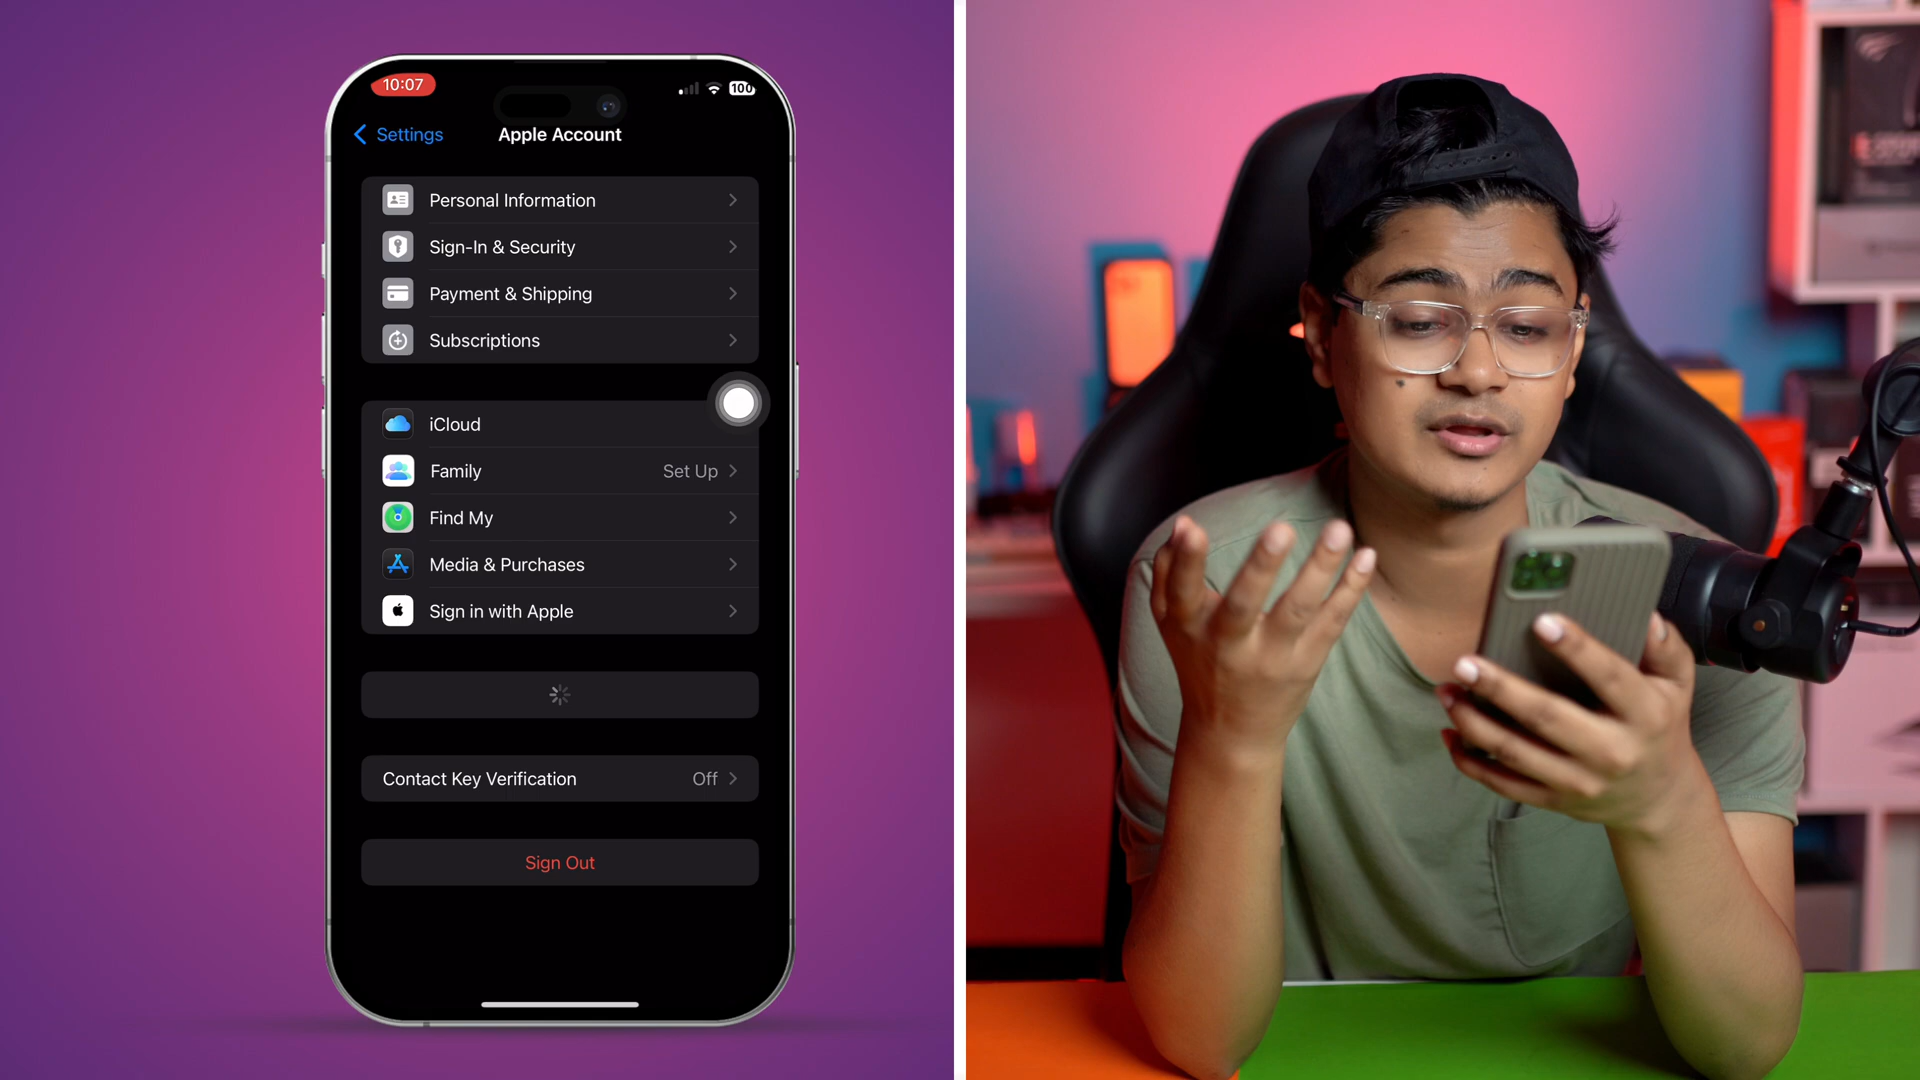 10:07
100
Settings
Apple Account
Personal Information
Sign-In & Security
Payment & Shipping
Subscriptions
iCloud
Family Set Up
Find My
Media & Purchases
Sign in with Apple
Contact Key Verification Off
Sign Out